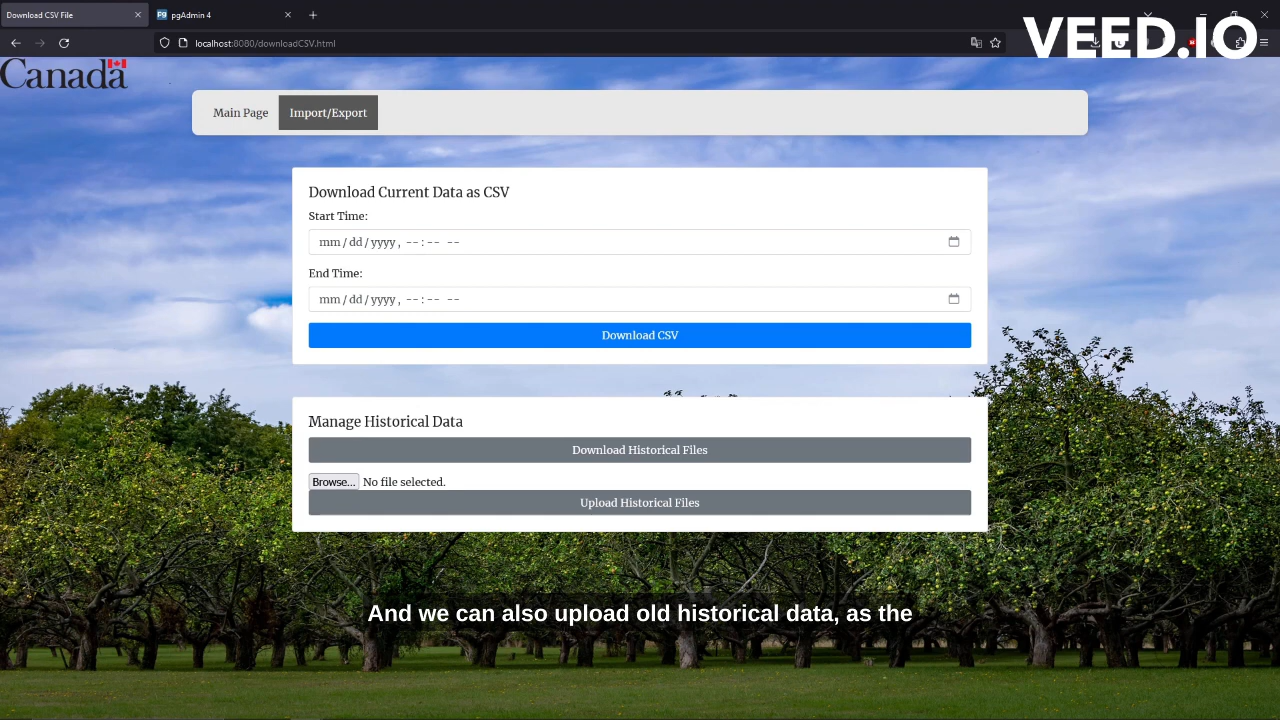 Download CSV File
pgAdmin 4
localhost:8080/downloadCSV.html
VEED.IO
Canada
Main Page
Import/Export
Download Current Data as CSV
Start Time:
mm/dd/yyyy, --:-- --
End Time:
mm/dd/yyyy, --:-- --
Download CSV
Manage Historical Data
Download Historical Files
Browse... No file selected.
Upload Historical Files
And we can also upload old historical data, as the